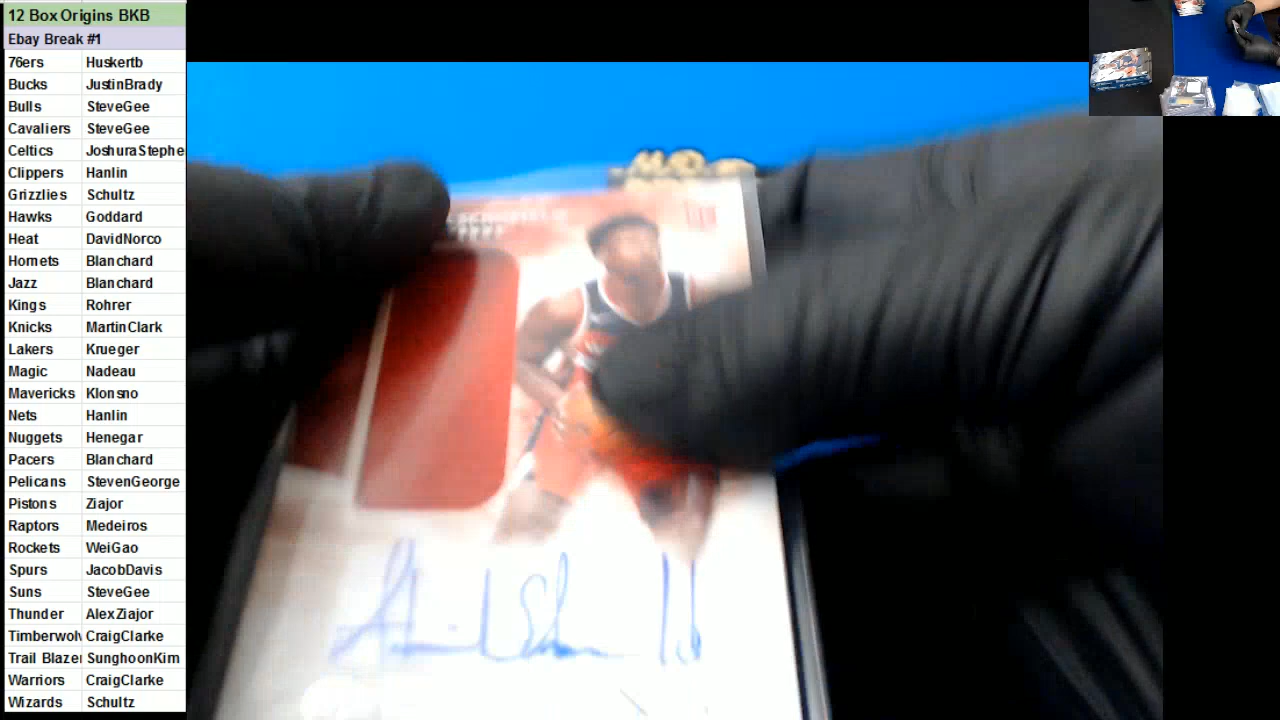 12 Box Origins BKB
Ebay Break #1
76ers Huskertb
Bucks JustinBrady
Bulls SteveGee
Cavaliers SteveGee
Celtics JoshuraStephe
Clippers Hanlin
Grizzlies Schultz
Hawks Goddard
Heat DavidNorco
Hornets Blanchard
Jazz Blanchard
Kings Rohrer
Knicks MartinClark
Lakers Krueger
Magic Nadeau
Mavericks Klonsno
Nets Hanlin
Nuggets Henegar
Pacers Blanchard
Pelicans StevenGeorge
Pistons Ziajor
Raptors Medeiros
Rockets WeiGao
Spurs JacobDavis
Suns SteveGee
Thunder AlexZiajor
Timberwolv CraigClarke
Trail Blazer SunghoonKim
Warriors CraigClarke
Wizards Schultz